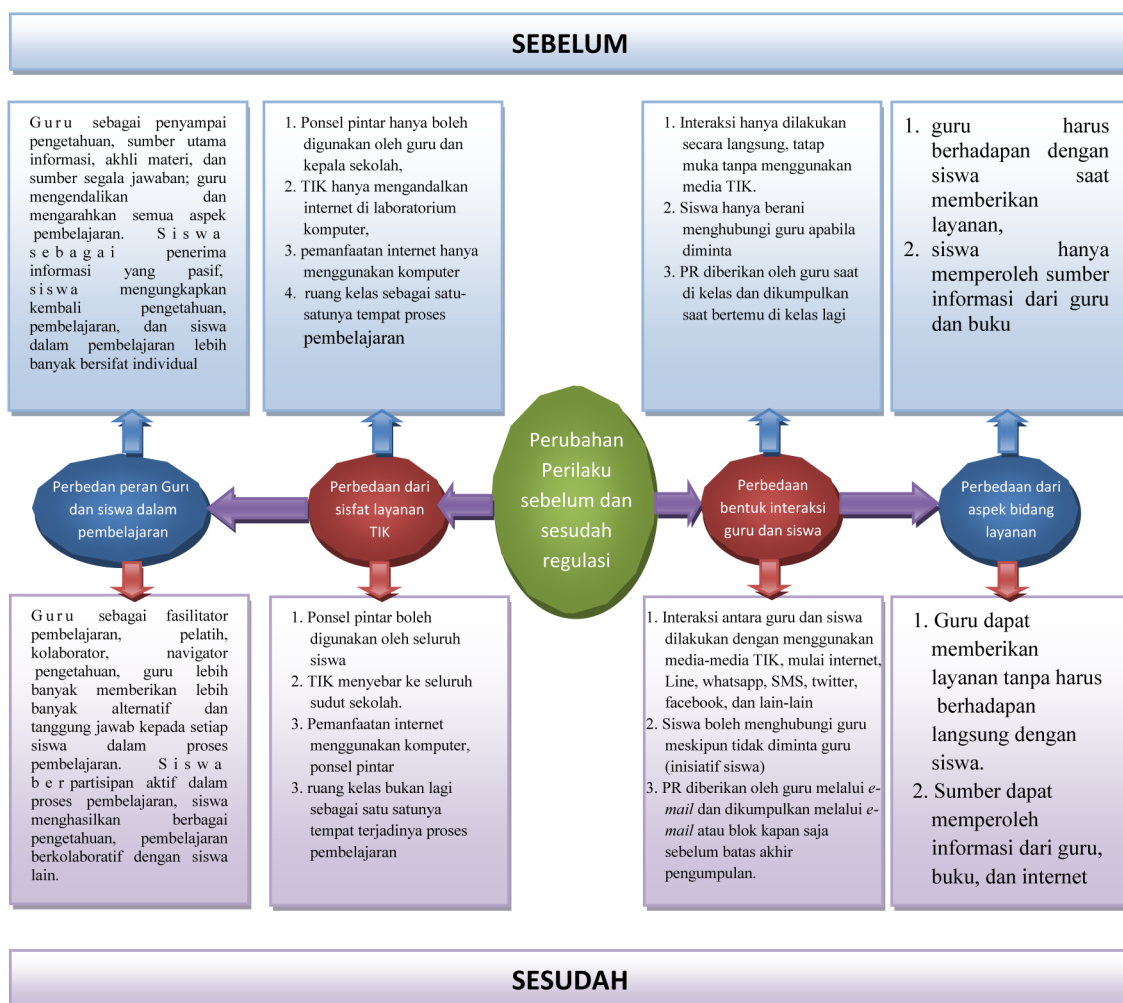 SEBELUM
Guru sebagai penyampai
pengetahuan, sumber utama
informasi, akhli materi, dan
sumber segala jawaban; guru
mengendalikan dan
mengarahkan semua aspek
pembelajaran. Siswa
sebagai penerima
informasi yang pasif,
siswa mengungkapkan
kembali pengetahuan,
pembelajaran, dan siswa
dalam pembelajaran lebih
banyak bersifat individual
1. Ponsel pintar hanya boleh
digunakan oleh guru dan
kepala sekolah,
2. TIK hanya mengandalkan
internet di laboratorium
komputer,
3. pemanfaatan internet hanya
menggunakan komputer
4. ruang kelas sebagai satu-
satunya tempat proses
pembelajaran
1. Interaksi hanya dilakukan
secara langsung, tatap
muka tanpa menggunakan
media TIK.
2. Siswa hanya berani
menghubungi guru apabila
diminta
3. PR diberikan oleh guru saat
di kelas dan dikumpulkan
saat bertemu di kelas lagi
1. guru harus
berhadapan dengan
siswa saat
memberikan
layanan,
2. siswa hanya
memperoleh sumber
informasi dari guru
dan buku
Perbedan peran Guru
dan siswa dalam
pembelajaran
Perbedaan dari
sisfat layanan
TIK
Perubahan
Perilaku
sebelum dan
sesudah
regulasi
Perbedaan
bentuk interaksi
guru dan siswa
Perbedaan dari
aspek bidang
layanan
Guru sebagai fasilitator
pembelajaran, pelatih,
kolaborator, navigator
pengetahuan, guru lebih
banyak memberikan lebih
banyak alternatif dan
tanggung jawab kepada setiap
siswa dalam proses
pembelajaran. Siswa
berpartisipan aktif dalam
proses pembelajaran, siswa
menghasilkan berbagai
pengetahuan, pembelajaran
berkolaboratif dengan siswa
lain.
1. Ponsel pintar boleh
digunakan oleh seluruh
siswa
2. TIK menyebar ke seluruh
sudut sekolah.
3. Pemanfaatan internet
menggunakan komputer,
ponsel pintar
3. ruang kelas bukan lagi
sebagai satu satunya
tempat terjadinya proses
pembelajaran
1. Interaksi antara guru dan siswa
dilakukan dengan menggunakan
media-media TIK, mulai internet,
Line, whatsapp, SMS, twitter,
facebook, dan lain-lain
2. Siswa boleh menghubungi guru
meskipun tidak diminta guru
(inisiatif siswa)
3. PR diberikan oleh guru melalui e-
mail dan dikumpulkan melalui e-
mail atau blok kapan saja
sebelum batas akhir
pengumpulan.
1. Guru dapat
memberikan
layanan tanpa harus
berhadapan
langsung dengan
siswa.
2. Sumber dapat
memperoleh
informasi dari guru,
buku, dan internet
SESUDAH